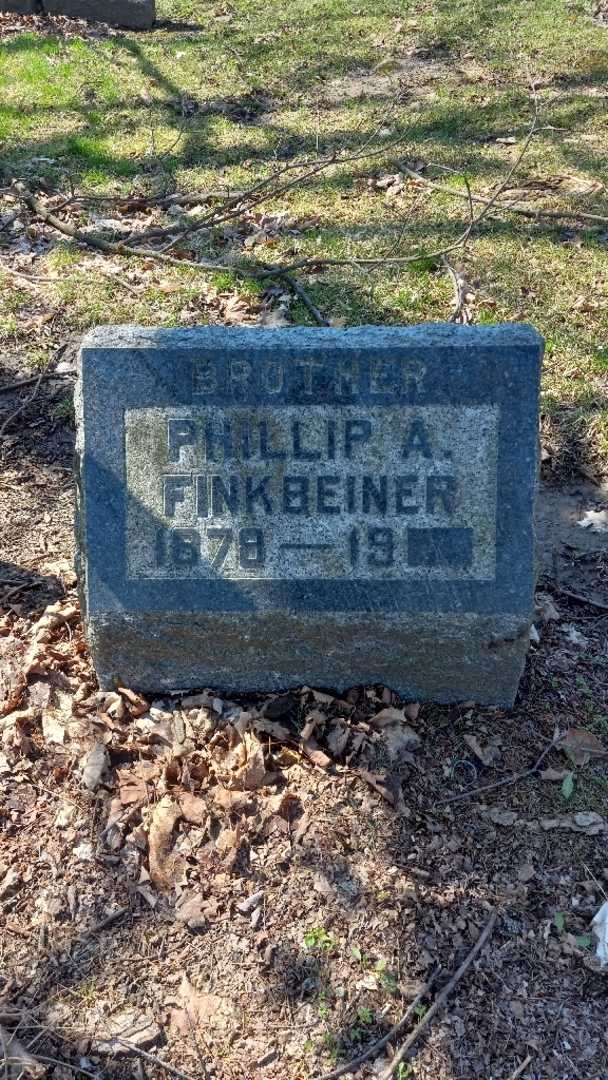 BROTHER
PHILLIP A.
FINKBEINER
1878 — 19